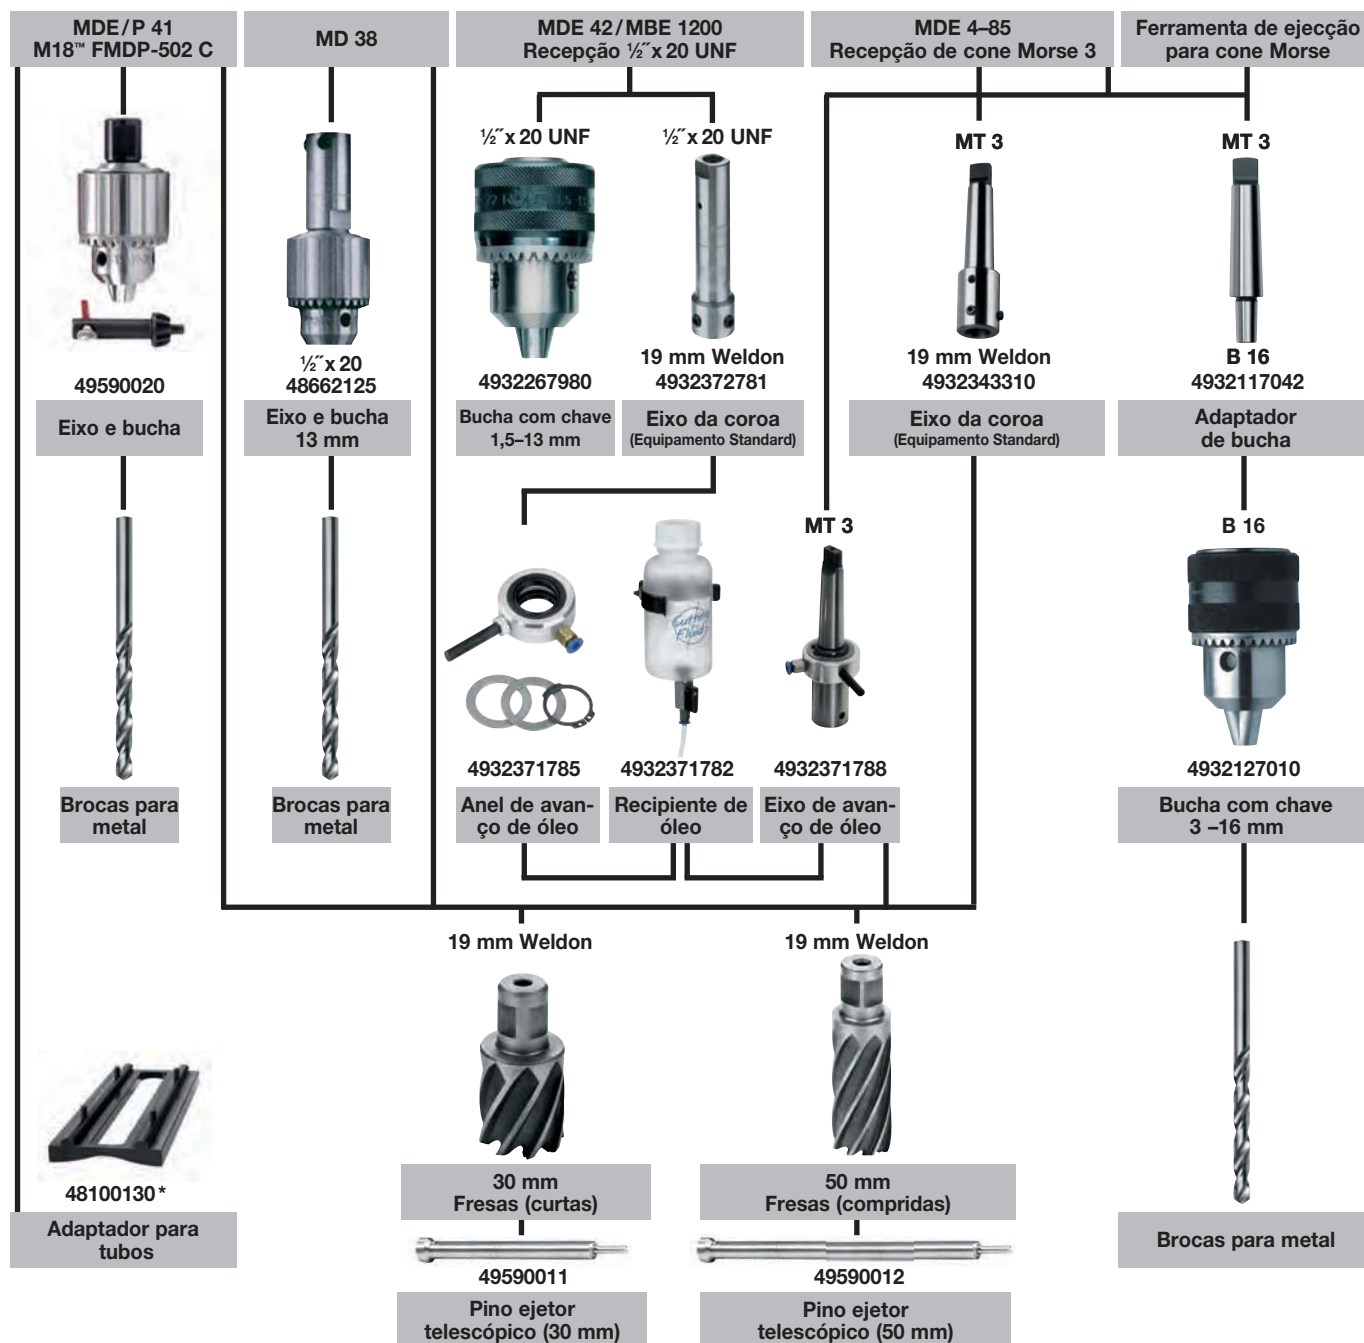 MDE/P 41
M18™ FMDP-502 C
MD 38
MDE 42/MBE 1200
Recepção ½˝x 20 UNF
MDE 4–85
Recepção de cone Morse 3
Ferramenta de ejecção
para cone Morse
½˝x 20 UNF
½˝x 20 UNF
MT 3
MT 3
½˝x 20
19 mm Weldon
19 mm Weldon
B 16
49590020
48662125
4932267980
4932372781
4932343310
4932117042
Eixo e bucha
Eixo e bucha
13 mm
Bucha com chave
1,5–13 mm
Eixo da coroa
(Equipamento Standard)
Eixo da coroa
(Equipamento Standard)
Adaptador
de bucha
MT 3
B 16
Cutting
Fluid
4932371785
4932371782
4932371788
4932127010
Brocas para
metal
Brocas para
metal
Anel de avan-
ço de óleo
Recipiente de
óleo
Eixo de avan-
ço de óleo
Bucha com chave
3 –16 mm
19 mm Weldon
19 mm Weldon
48100130*
Adaptador para
tubos
30 mm
Fresas (curtas)
50 mm
Fresas (compridas)
Brocas para metal
49590011
49590012
Pino ejetor
telescópico (30 mm)
Pino ejetor
telescópico (50 mm)